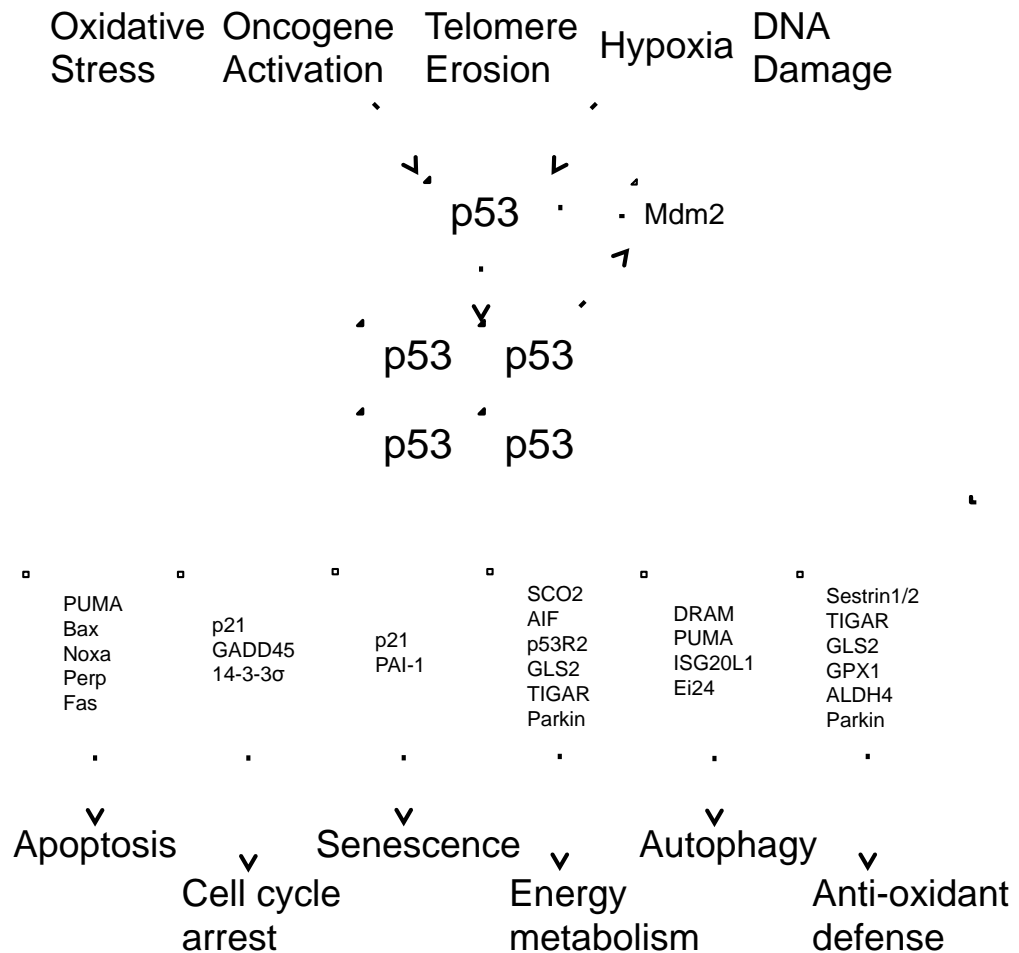 Oxidative
Stress
Oncogene
Activation
Telomere
Erosion
Hypoxia
DNA
Damage
p53
Mdm2
p53 p53
p53 p53
PUMA
Bax
Noxa
Perp
Fas
p21
GADD45
14-3-3σ
p21
PAI-1
SCO2
AIF
p53R2
GLS2
TIGAR
Parkin
DRAM
PUMA
ISG20L1
Ei24
Sestrin1/2
TIGAR
GLS2
GPX1
ALDH4
Parkin
Apoptosis
Cell cycle
arrest
Senescence
Energy
metabolism
Autophagy
Anti-oxidant
defense